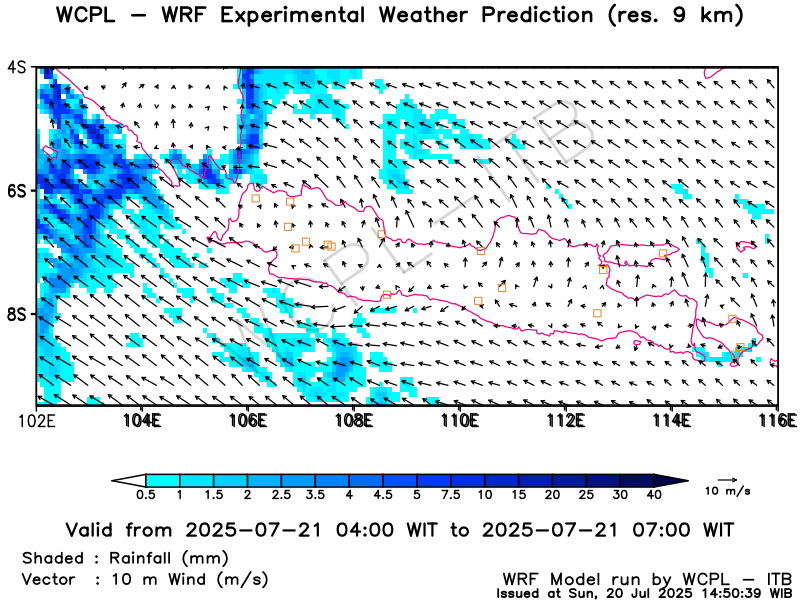 WCPL – WRF Experimental Weather Prediction (res. 9 km)
4S
6S
8S
102E 104E 106E 108E 110E 112E 114E 116E
WCPL-ITB
0.5 1 1.5 2 2.5 3.5 4 4.5 5 7.5 10 15 20 25 30 40
10 m/s
Valid from 2025-07-21 04:00 WIT to 2025-07-21 07:00 WIT
Shaded : Rainfall (mm)
Vector : 10 m Wind (m/s)
WRF Model run by WCPL – ITB
Issued at Sun, 20 Jul 2025 14:50:39 WIB